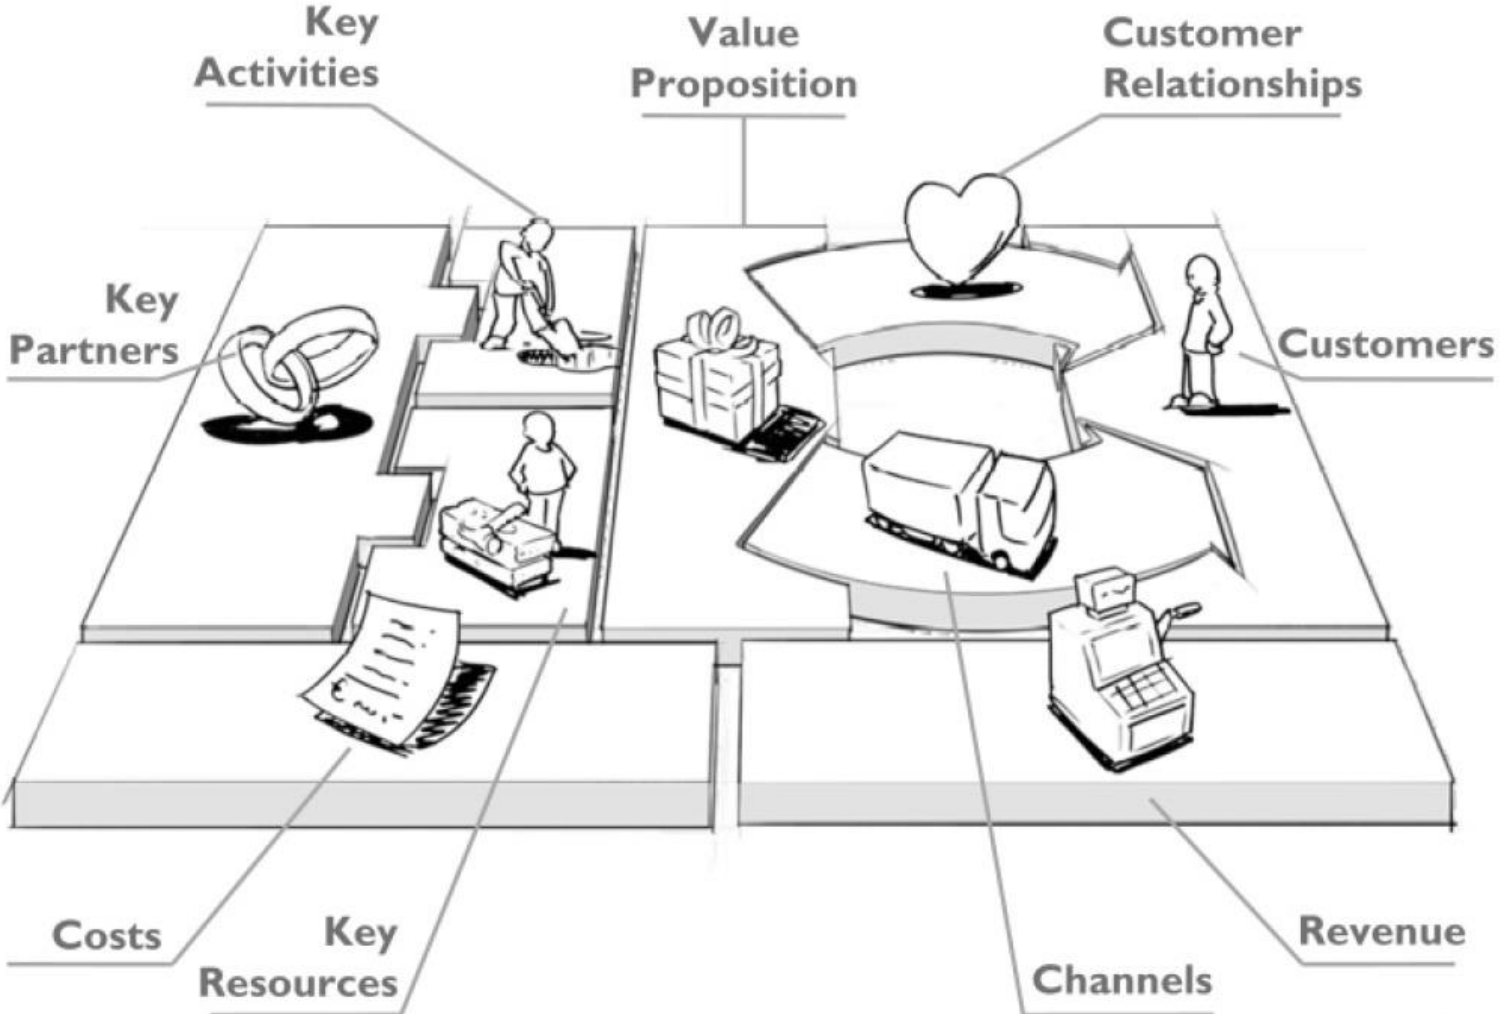 Key
Activities
Value
Proposition
Customer
Relationships
Key
Partners
Customers
Costs
Key
Resources
Channels
Revenue